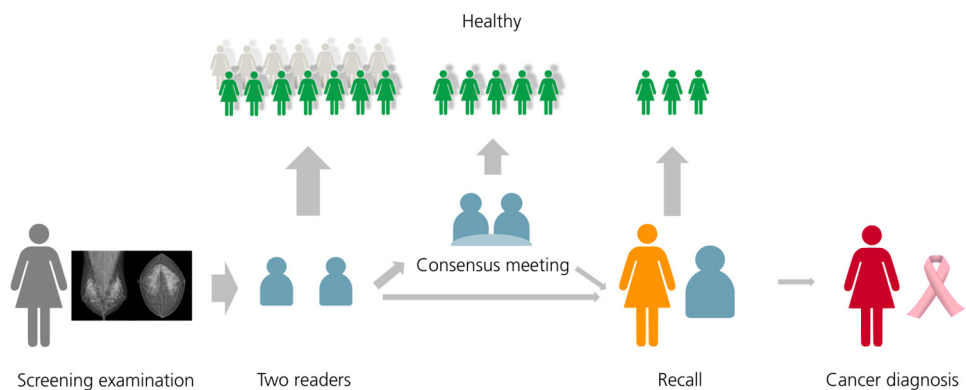 Healthy
Consensus meeting
Screening examination
Two readers
Recall
Cancer diagnosis